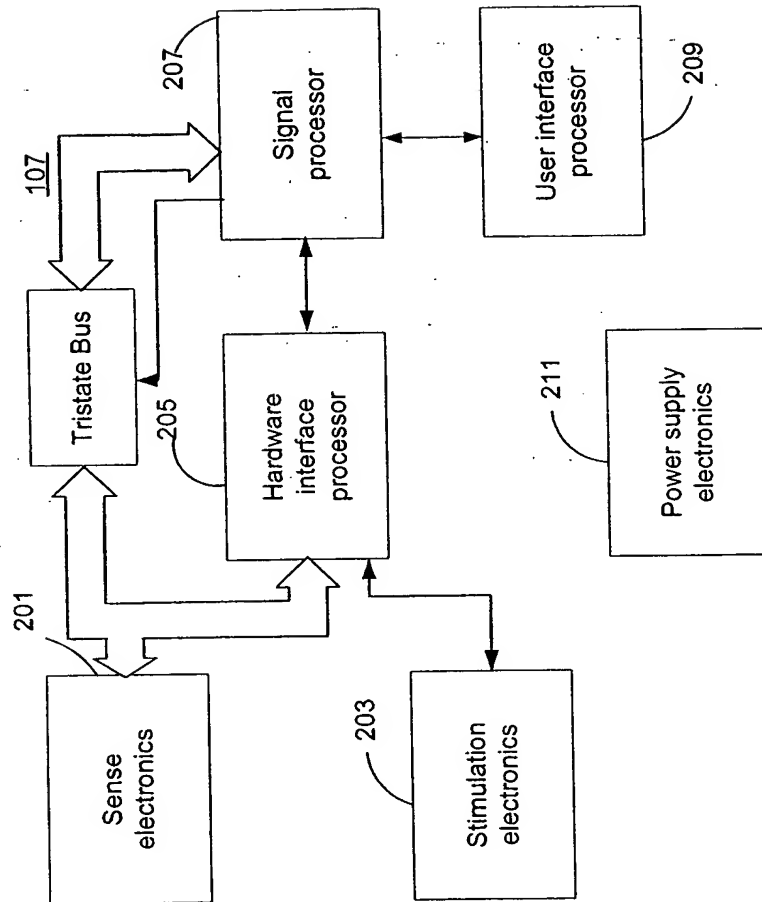 107
Sense
electronics
201
Tristate Bus
Signal
processor
207
Hardware
interface
processor
205
Stimulation
electronics
203
User interface
processor
209
Power supply
electronics
211